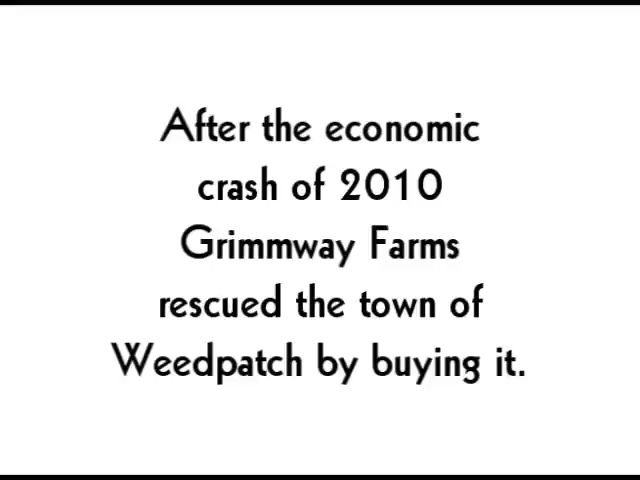 After the economic
crash of 2010
Grimmway Farms
rescued the town of
Weedpatch by buying it.